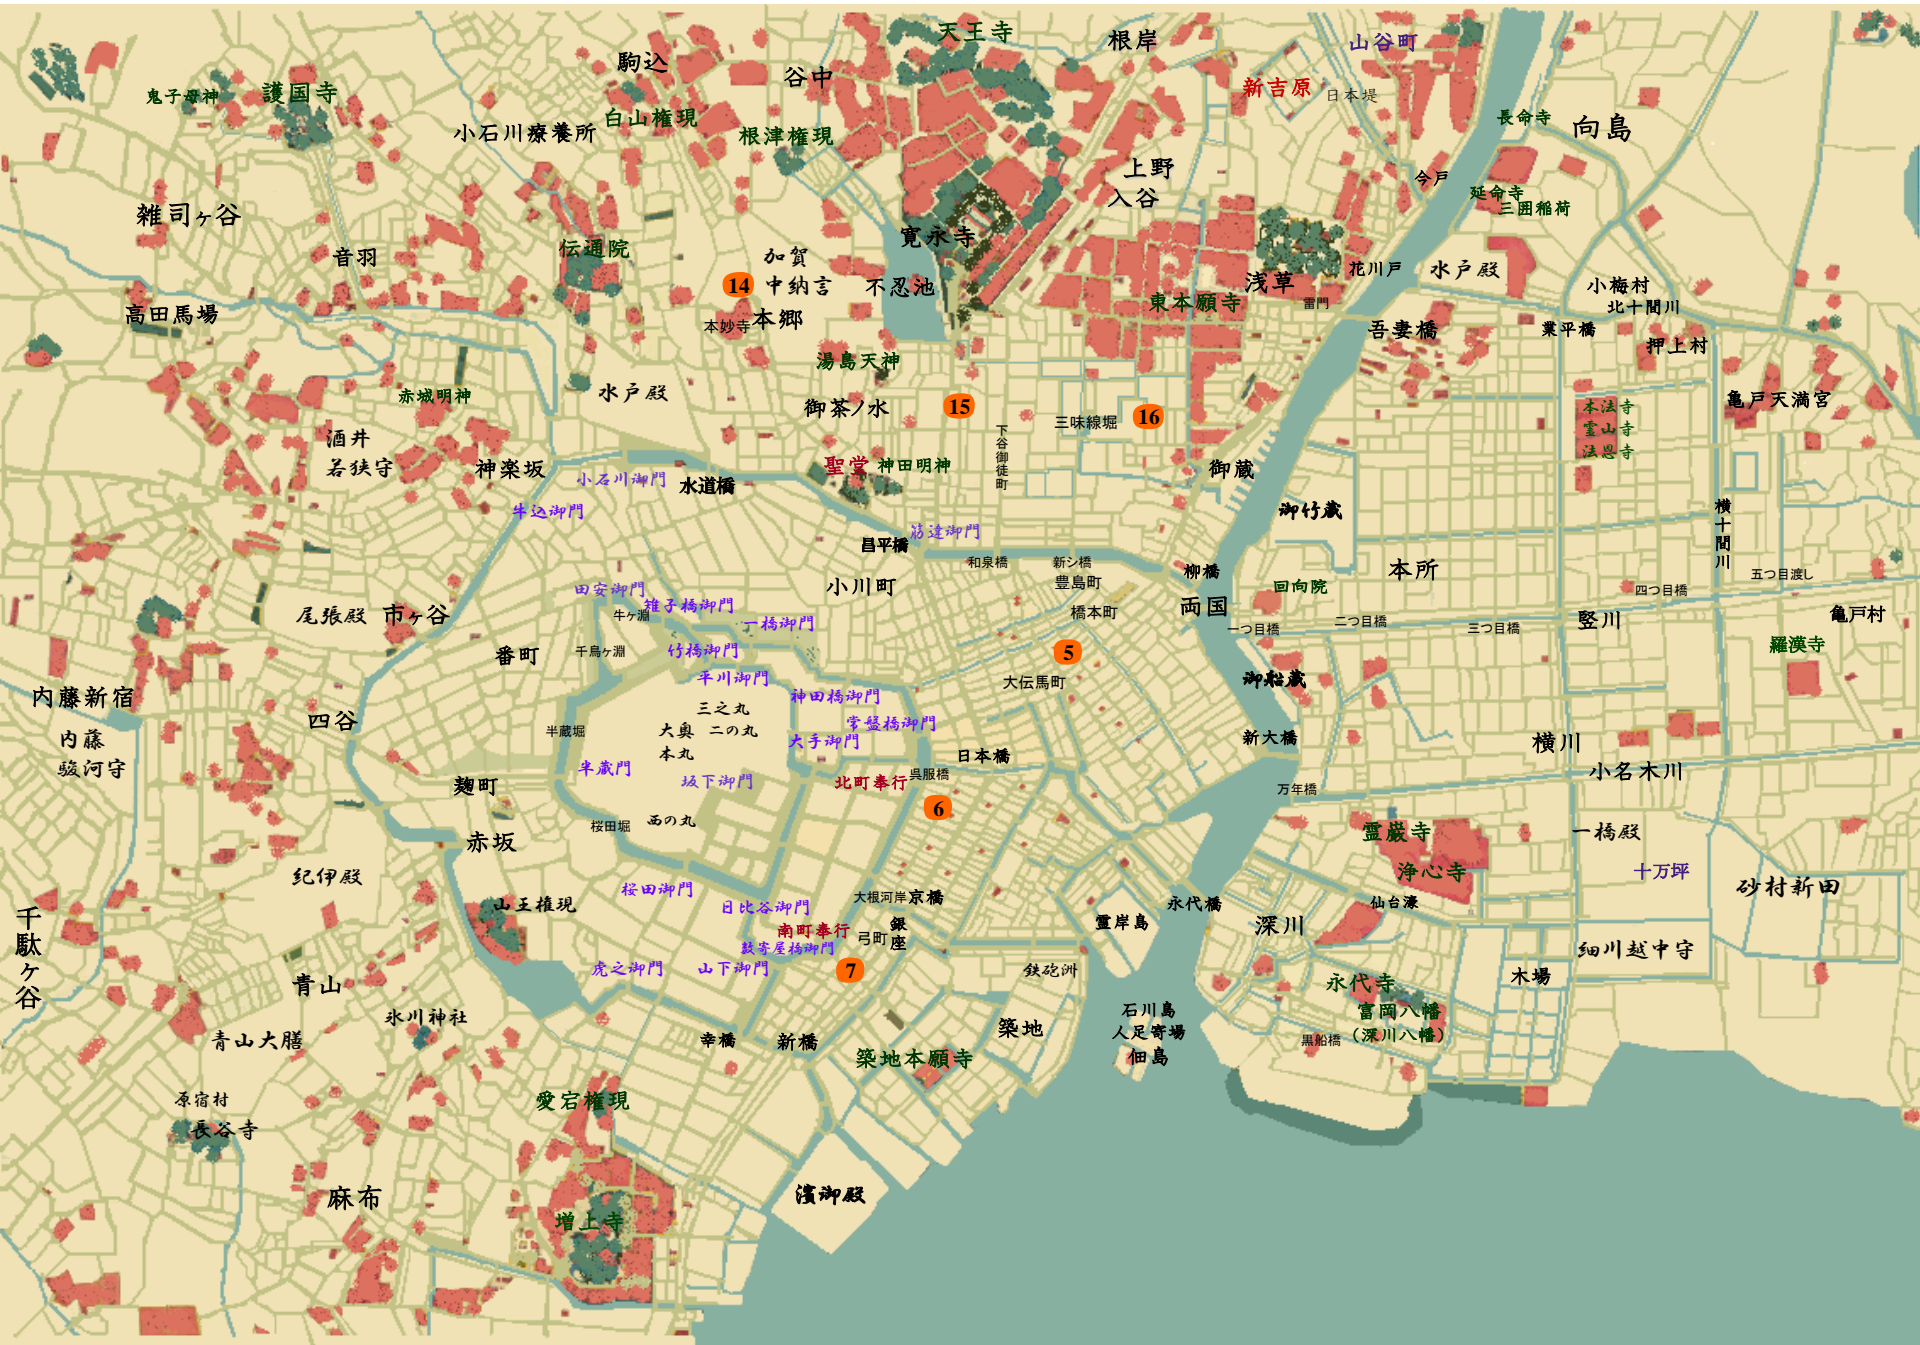 天王寺
根岸
山谷町
駒込
谷中
新吉原
日本堤
鬼子母神
護国寺
白山権現
根津権現
小石川療養所
長命寺
向島
上野
入谷
今戸
延命寺
三囲稲荷
雑司ヶ谷
音羽
伝通院
寛永寺
加賀
中納言
不忍池
14
本妙寺
本郷
浅草
花川戸
水戸殿
東本願寺
雷門
小梅村
北十間川
高田馬場
吾妻橋
業平橋
押上村
湯島天神
水戸殿
赤城明神
御茶ノ水
15
16
三味線堀
下谷御徒町
亀戸天満宮
本法寺
霊山寺
法恩寺
酒井
若狭守
神楽坂
小石川御門
水道橋
聖堂
神田明神
御蔵
牛込御門
御竹蔵
横十間川
昌平橋
筋違御門
和泉橋
新シ橋
柳橋
本所
五つ目渡し
田安御門
小川町
豊島町
回向院
四つ目橋
尾張殿
市ヶ谷
牛ヶ淵
雉子橋御門
一橋御門
橋本町
両国
一つ目橋
二つ目橋
三つ目橋
竪川
亀戸村
番町
千鳥ヶ淵
竹橋御門
5
羅漢寺
平川御門
大伝馬町
御船蔵
内藤新宿
神田橋御門
四谷
三之丸
常盤橋御門
内藤
駿河守
半蔵堀
大奥
二の丸
大手御門
本丸
日本橋
新大橋
横川
半蔵門
坂下御門
北町奉行
呉服橋
小名木川
麹町
万年橋
6
西の丸
桜田堀
赤坂
霊巌寺
一橋殿
浄心寺
十万坪
砂村新田
紀伊殿
桜田御門
大根河岸
京橋
日比谷御門
山王権現
永代橋
仙台濠
千駄ヶ谷
南町奉行
弓町
銀座
霊岸島
深川
数寄屋橋御門
細川越中守
虎之御門
山下御門
7
鉄砲洲
木場
青山
永代寺
氷川神社
石川島
人足寄場
富岡八幡
(深川八幡)
築地
青山大膳
幸橋
新橋
黒船橋
築地本願寺
佃島
原宿村
愛宕権現
長谷寺
麻布
濱御殿
増上寺